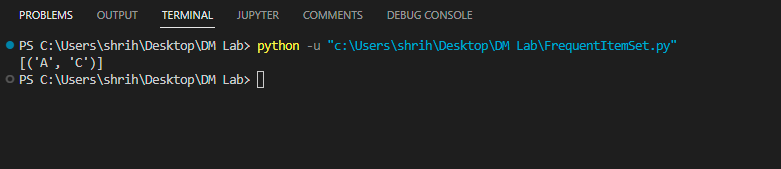 PROBLEMS OUTPUT TERMINAL JUPYTER COMMENTS DEBUG CONSOLE
PS C:\Users\shrih\Desktop\DM Lab> python -u "c:\Users\shrih\Desktop\DM Lab\FrequentItemSet.py"
[('A', 'C')]
PS C:\Users\shrih\Desktop\DM Lab>